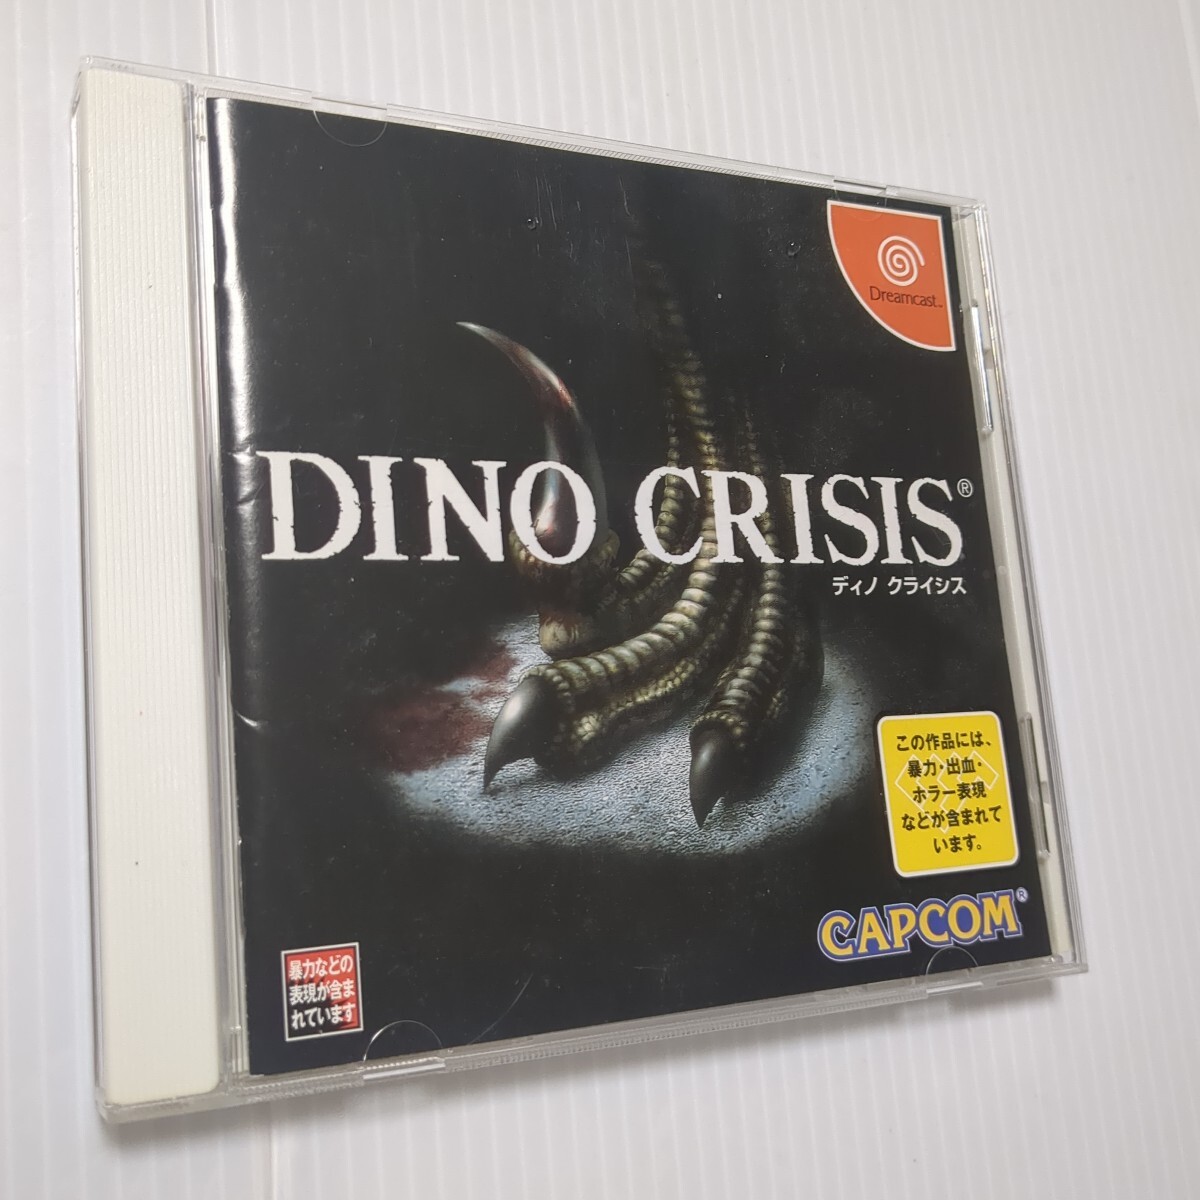 Dreamcast™
DINO CRISIS®
ディノ クライシス
この作品には、
暴力・出血・
ホラー表現
などが含まれて
います。
CAPCOM®
暴力などの
表現が含ま
れています